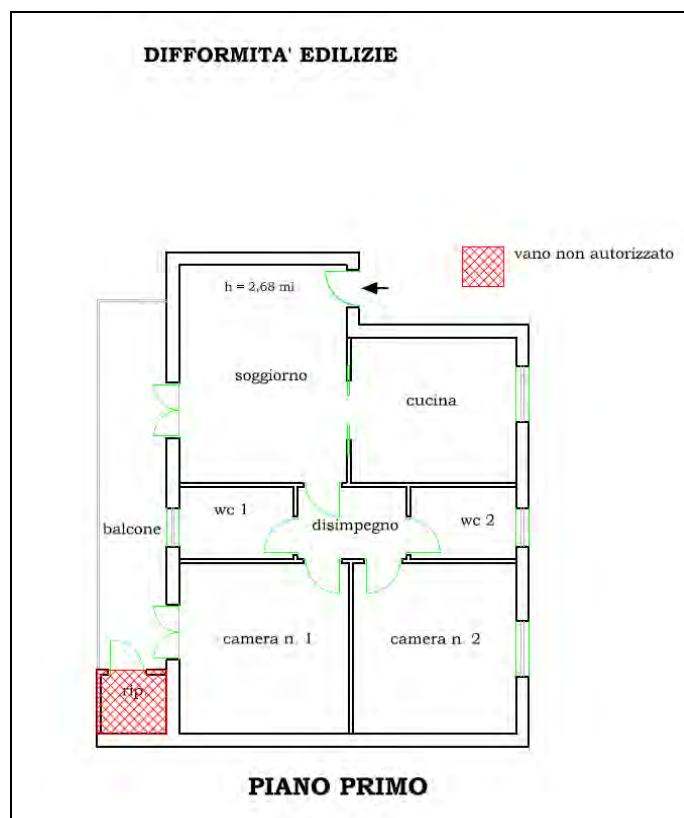 DIFFORMITA' EDILIZIE
vano non autorizzato
h = 2,68 mi
soggiorno
cucina
wc 1
disimpegno
wc 2
balcone
camera n. 1
camera n. 2
rip
PIANO PRIMO